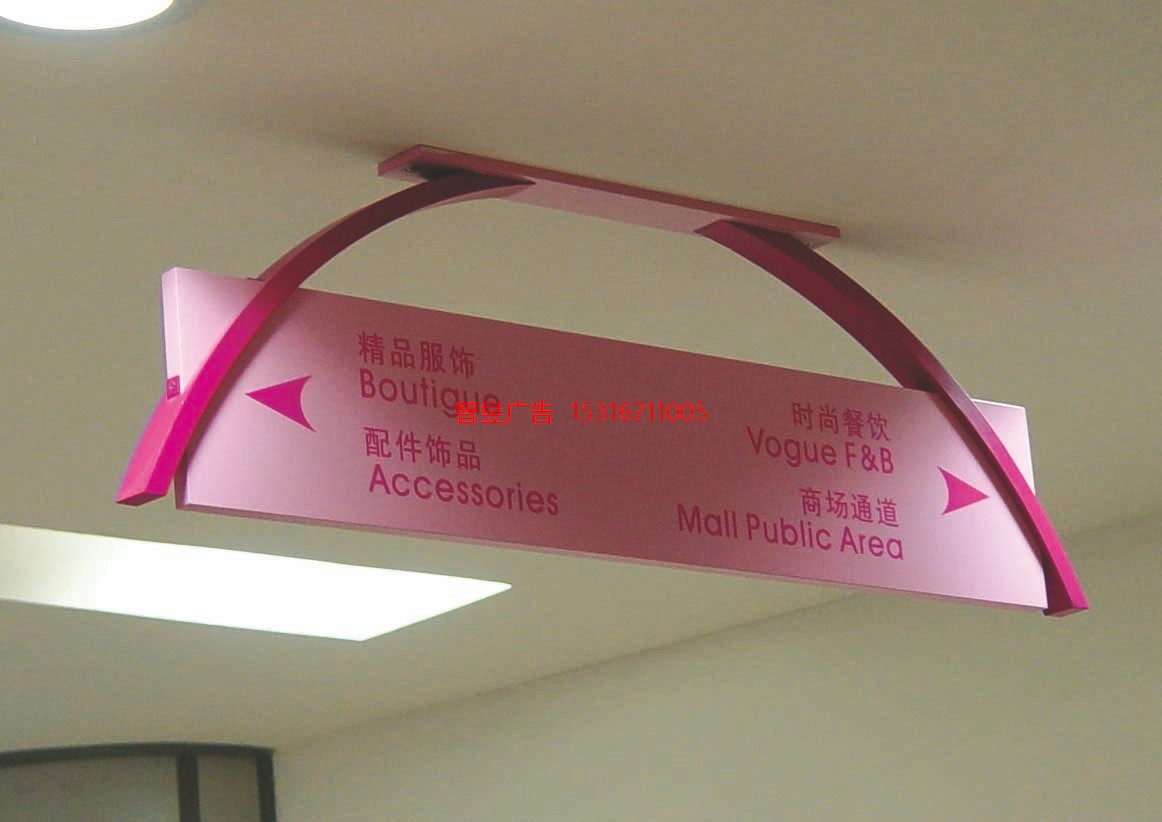 精品服饰
Boutique
配件饰品
Accessories
智昱广告 15316711005
时尚餐饮
Vogue F&B
商场通道
Mall Public Area